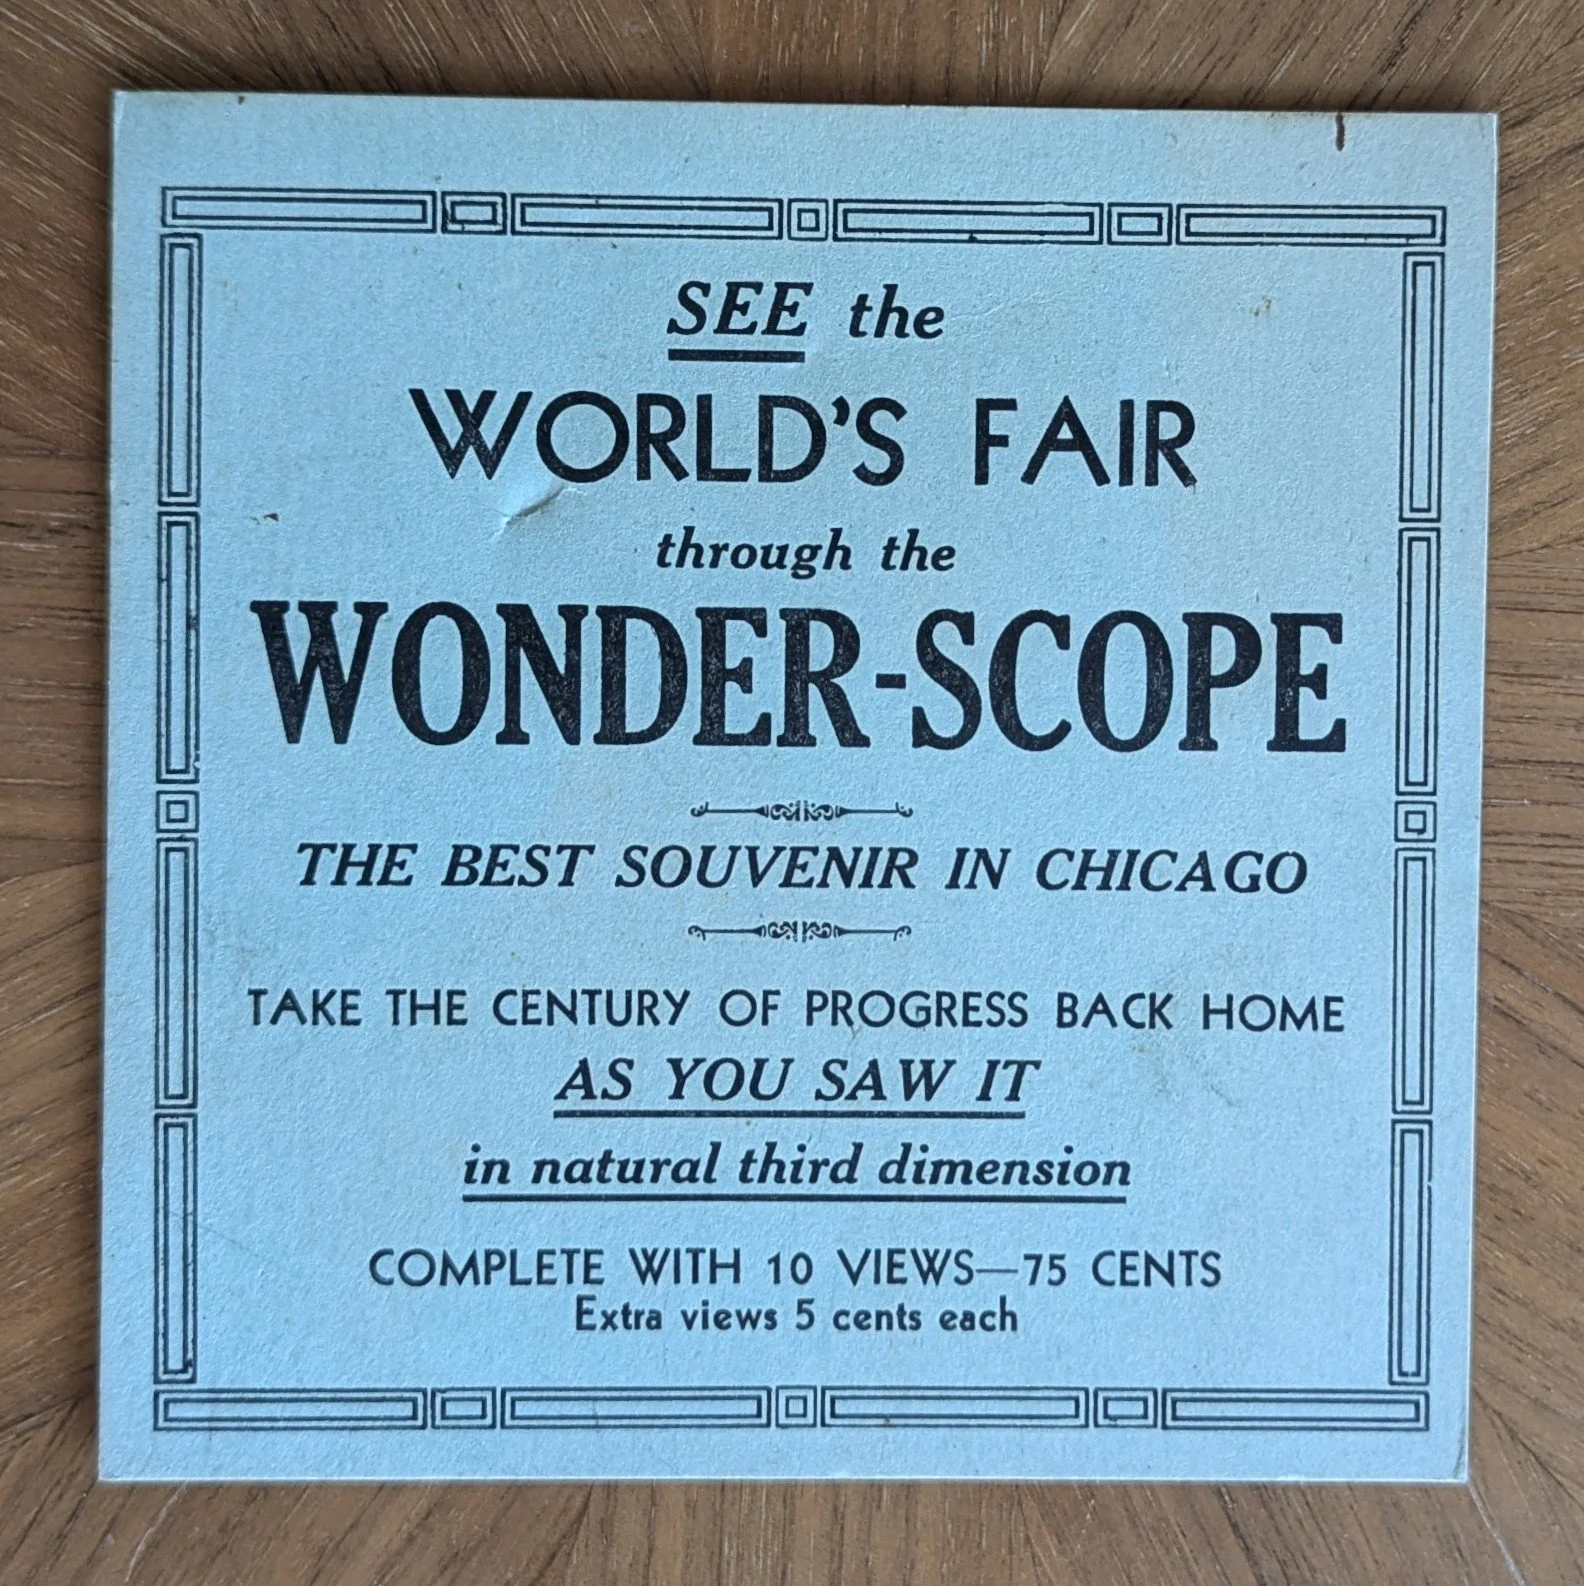 SEE the
WORLD'S FAIR
through the
WONDER-SCOPE
THE BEST SOUVENIR IN CHICAGO
TAKE THE CENTURY OF PROGRESS BACK HOME
AS YOU SAW IT
in natural third dimension
COMPLETE WITH 10 VIEWS—75 CENTS
Extra views 5 cents each